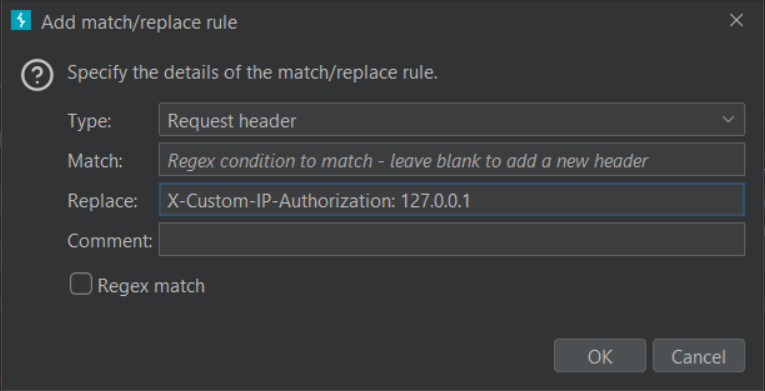 Add match/replace rule
Specify the details of the match/replace rule.
Type: Request header
Match: Regex condition to match - leave blank to add a new header
Replace: X-Custom-IP-Authorization: 127.0.0.1
Comment:
Regex match
OK Cancel